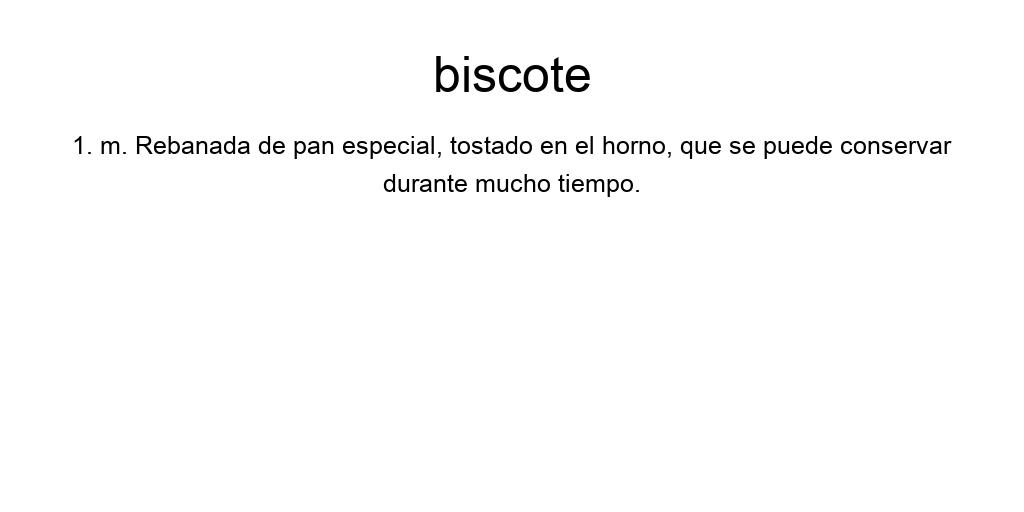 biscote
1. m. Rebanada de pan especial, tostado en el horno, que se puede conservar
durante mucho tiempo.